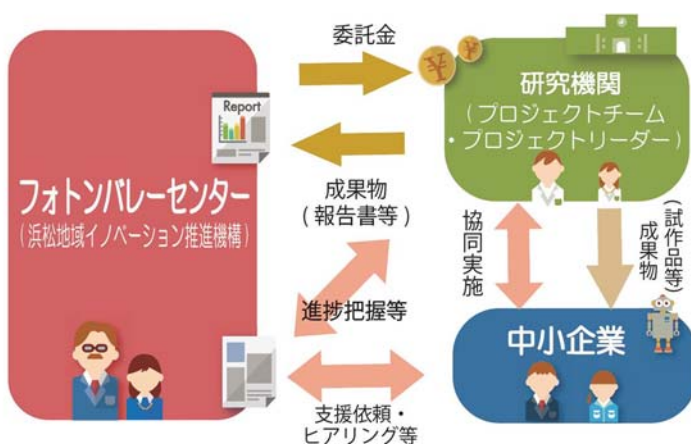 委託金
研究機関
（プロジェクトチーム
・プロジェクトリーダー）
Report
フォトンバレーセンター
（浜松地域イノベーション推進機構）
成果物
（報告書等）
協同実施
成果物
（試作品等）
進捗把握等
中小企業
支援依頼・
ヒアリング等
¥
¥